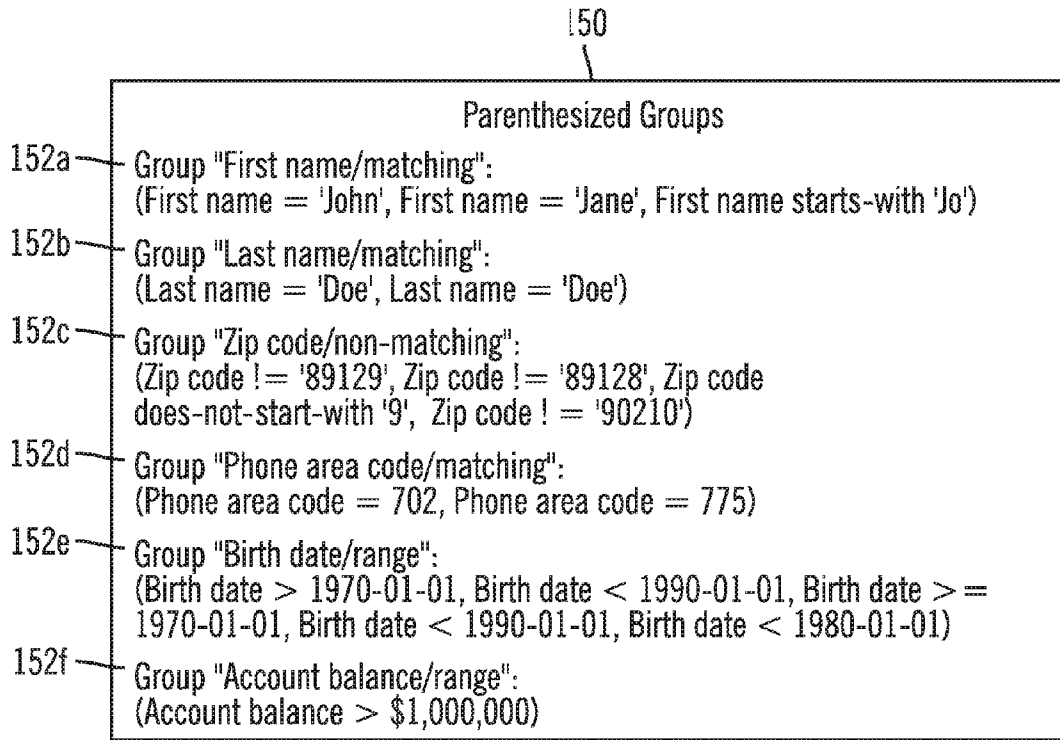 150
Parenthesized Groups
152a
Group "First name/matching":
(First name = 'John', First name = 'Jane', First name starts-with 'Jo')
152b
Group "Last name/matching":
(Last name = 'Doe', Last name = 'Doe')
152c
Group "Zip code/non-matching":
(Zip code != '89129', Zip code != '89128', Zip code
does-not-start-with '9', Zip code ! = '90210')
152d
Group "Phone area code/matching":
(Phone area code = 702, Phone area code = 775)
152e
Group "Birth date/range":
(Birth date > 1970-01-01, Birth date < 1990-01-01, Birth date > =
1970-01-01, Birth date < 1990-01-01, Birth date < 1980-01-01)
152f
Group "Account balance/range":
(Account balance > $1,000,000)